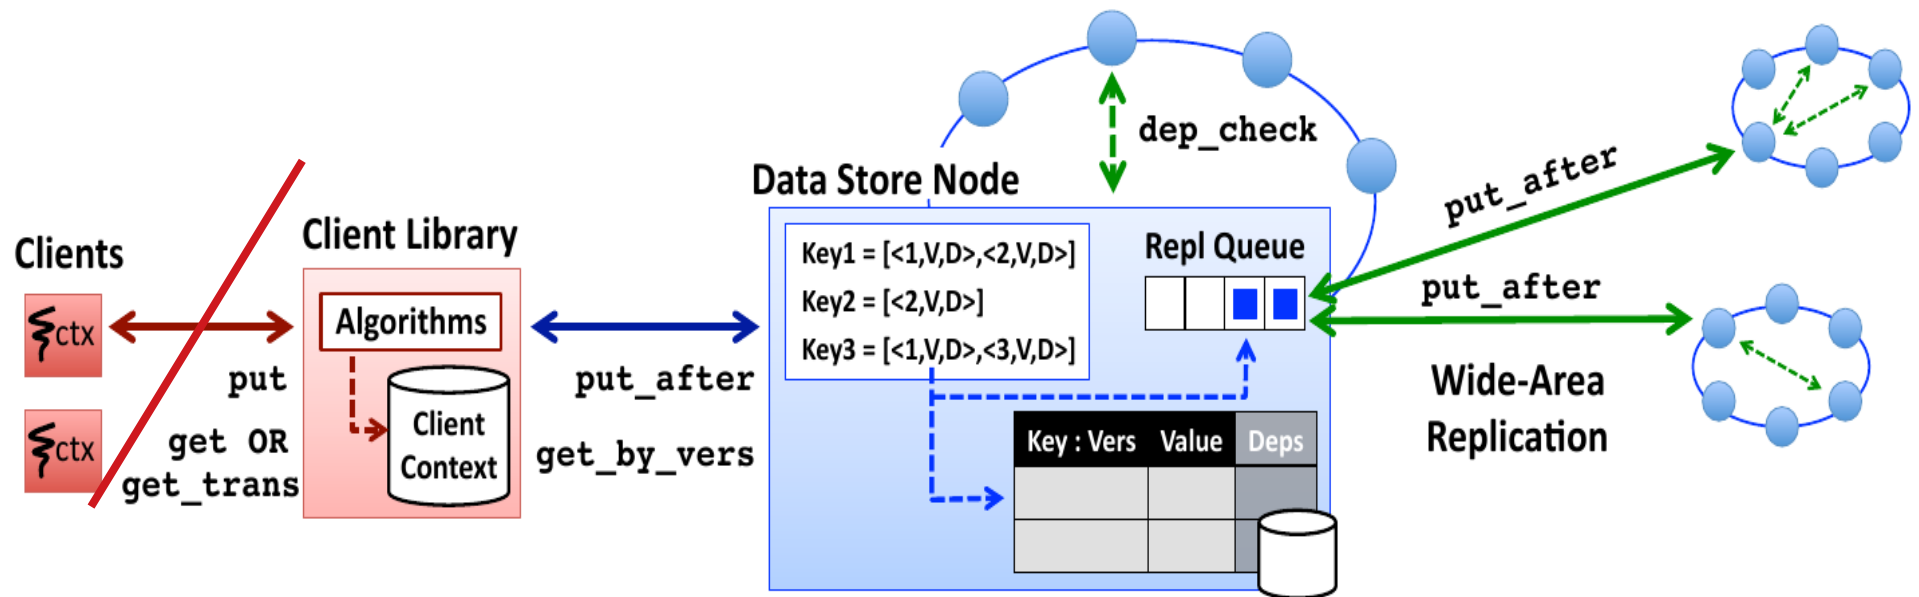 Clients
ctx
ctx
put
get OR
get_trans
Client Library
Algorithms
Client
Context
put_after
get_by_vers
Data Store Node
Key1 = [<1,V,D>,<2,V,D>]
Key2 = [<2,V,D>]
Key3 = [<1,V,D>,<3,V,D>]
Repl Queue
Key : Vers Value Deps
dep_check
put_after
put_after
Wide-Area
Replication